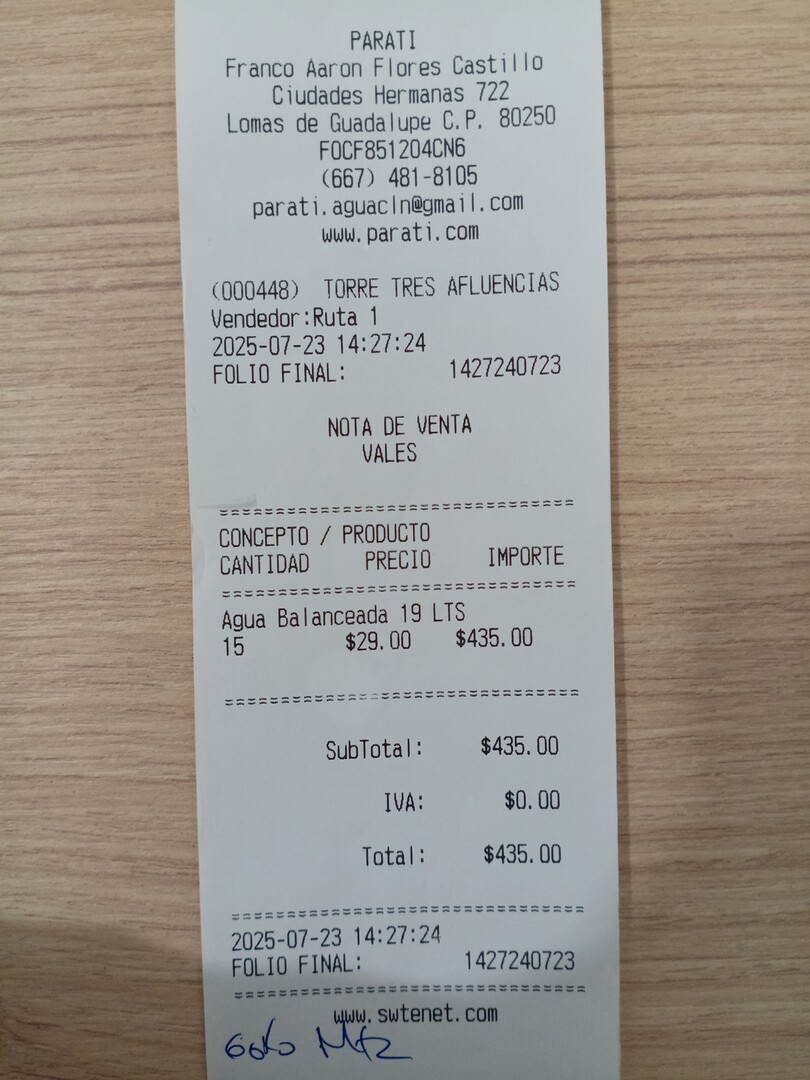 PARATI
Franco Aaron Flores Castillo
Ciudades Hermanas 722
Lomas de Guadalupe C.P. 80250
FOCF851204CN6
(667) 481-8105
parati.aguacln@gmail.com
www.parati.com
(000448) TORRE TRES AFLUENCIAS
Vendedor:Ruta 1
2025-07-23 14:27:24
FOLIO FINAL: 1427240723
NOTA DE VENTA
VALES
================================
CONCEPTO / PRODUCTO
CANTIDAD PRECIO IMPORTE
================================
Agua Balanceada 19 LTS
15 $29.00 $435.00
================================
SubTotal: $435.00
IVA: $0.00
Total: $435.00
================================
2025-07-23 14:27:24
FOLIO FINAL: 1427240723
================================
www.swtenet.com